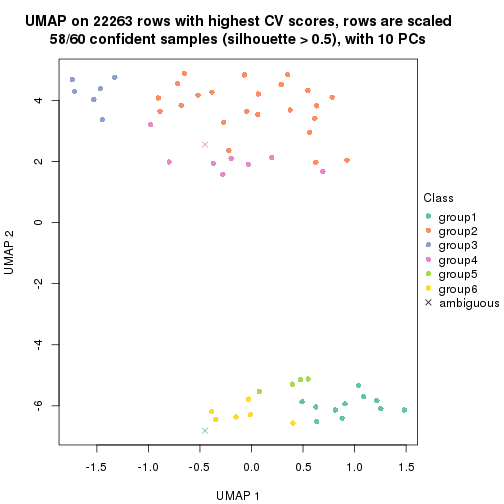 UMAP on 22263 rows with highest CV scores, rows are scaled
58/60 confident samples (silhouette > 0.5), with 10 PCs
4
2
0
-2
-4
-6
UMAP 2
-1.5 -1.0 -0.5 0.0 0.5 1.0 1.5
UMAP 1
Class
group1
group2
group3
group4
group5
group6
ambiguous